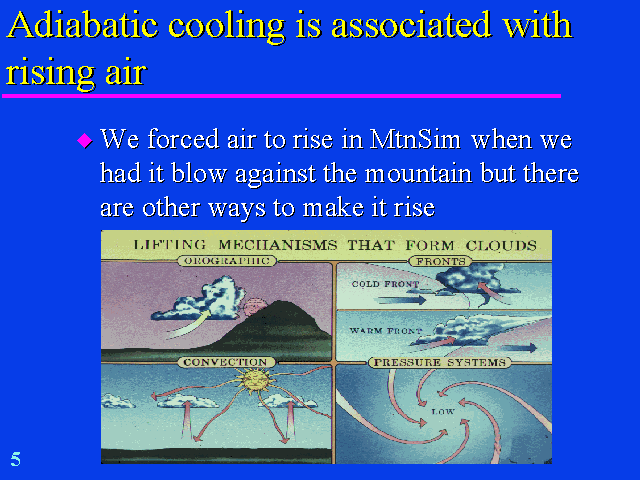 Adiabatic cooling is associated with
rising air
We forced air to rise in MtnSim when we
had it blow against the mountain but there
are other ways to make it rise
LIFTING MECHANISMS THAT FORM CLOUDS
OROGRAPHIC
FRONTS
COLD FRONT
WARM FRONT
CONVECTION
PRESSURE SYSTEMS
LOW
5